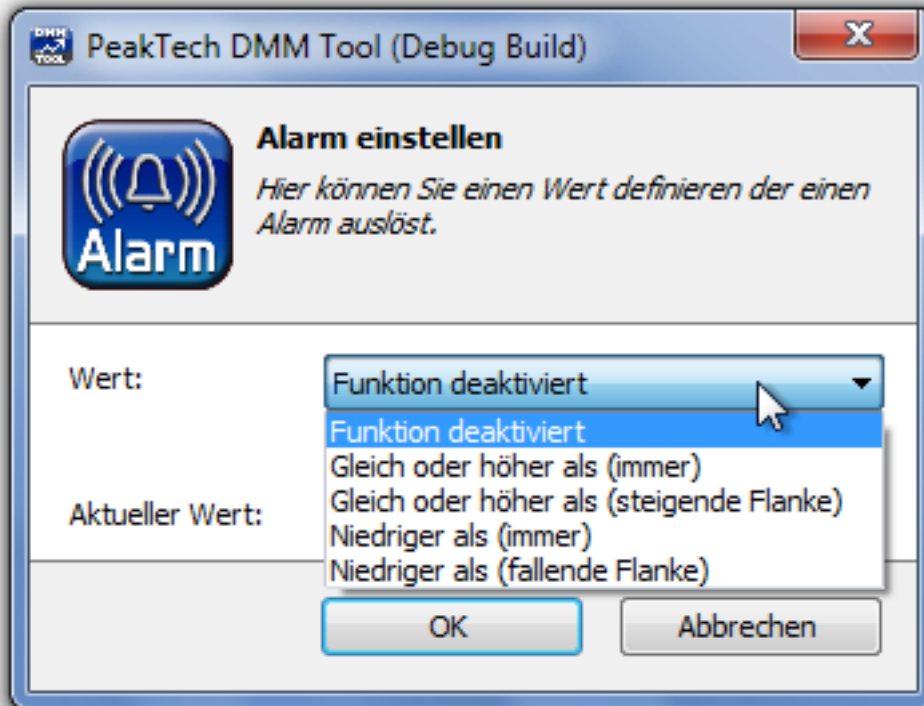 DMM
TOOL
PeakTech DMM Tool (Debug Build)
Alarm einstellen
Hier können Sie einen Wert definieren der einen
Alarm auslöst.
Alarm
Wert:
Funktion deaktiviert
Funktion deaktiviert
Gleich oder höher als (immer)
Gleich oder höher als (steigende Flanke)
Aktueller Wert:
Niedriger als (immer)
Niedriger als (fallende Flanke)
OK
Abbrechen